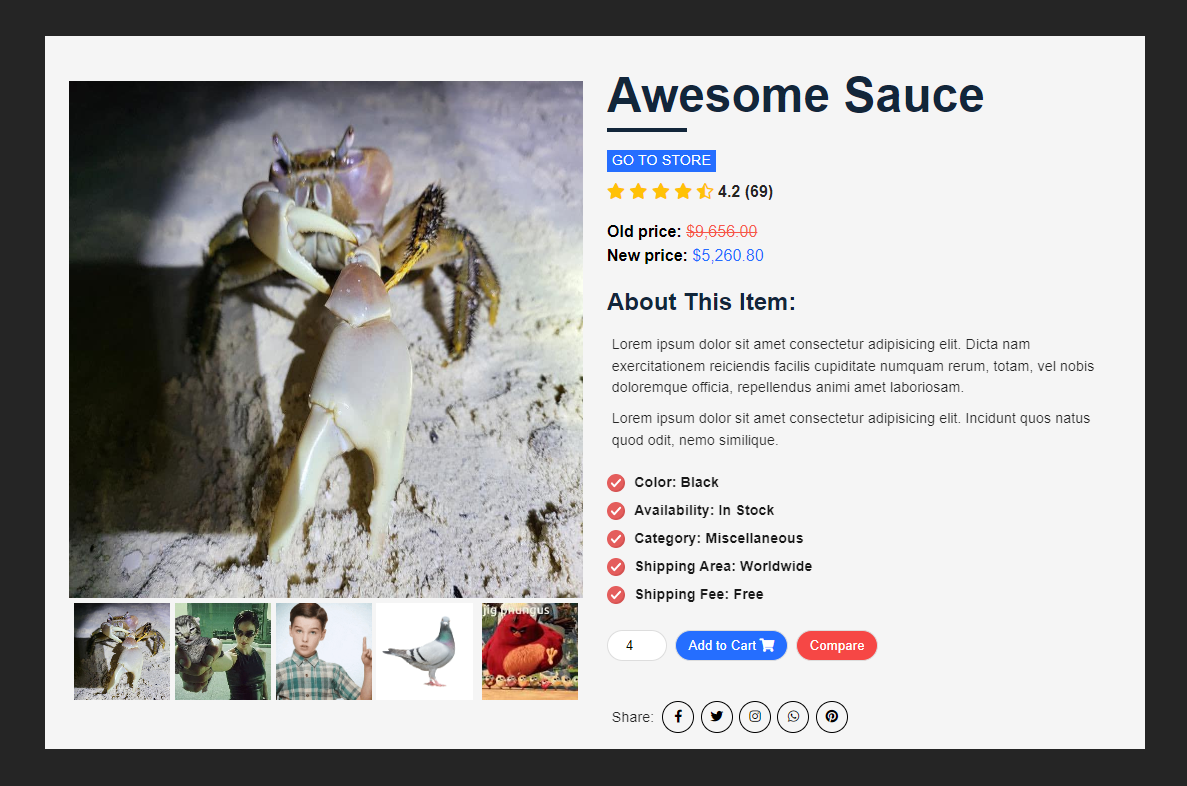 Awesome Sauce
GO TO STORE
4.2 (69)
Old price: $9,656.00
New price: $5,260.80
About This Item:
Lorem ipsum dolor sit amet consectetur adipisicing elit. Dicta nam
exercitationem reiciendis facilis cupiditate numquam rerum, totam, vel nobis
doloremque officia, repellendus animi amet laboriosam.
Lorem ipsum dolor sit amet consectetur adipisicing elit. Incidunt quos natus
quod odit, nemo similique.
Color: Black
Availability: In Stock
Category: Miscellaneous
Shipping Area: Worldwide
Shipping Fee: Free
jig chungus
4 Add to Cart Compare
Share: